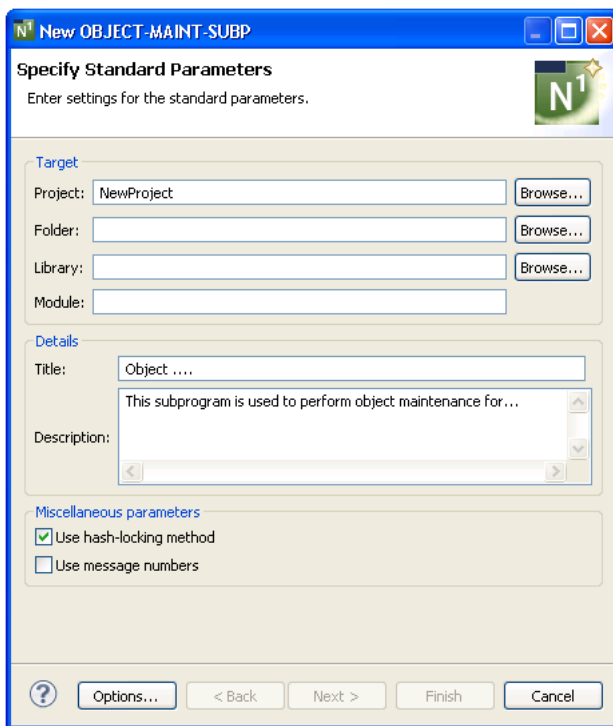 N1 New OBJECT-MAINT-SUBP
Specify Standard Parameters
Enter settings for the standard parameters.
N1
Target
Project: NewProject Browse...
Folder: Browse...
Library: Browse...
Module:
Details
Title: Object ....
This subprogram is used to perform object maintenance for...
Description:
Miscellaneous parameters
Use hash-locking method
Use message numbers
? Options... < Back Next > Finish Cancel